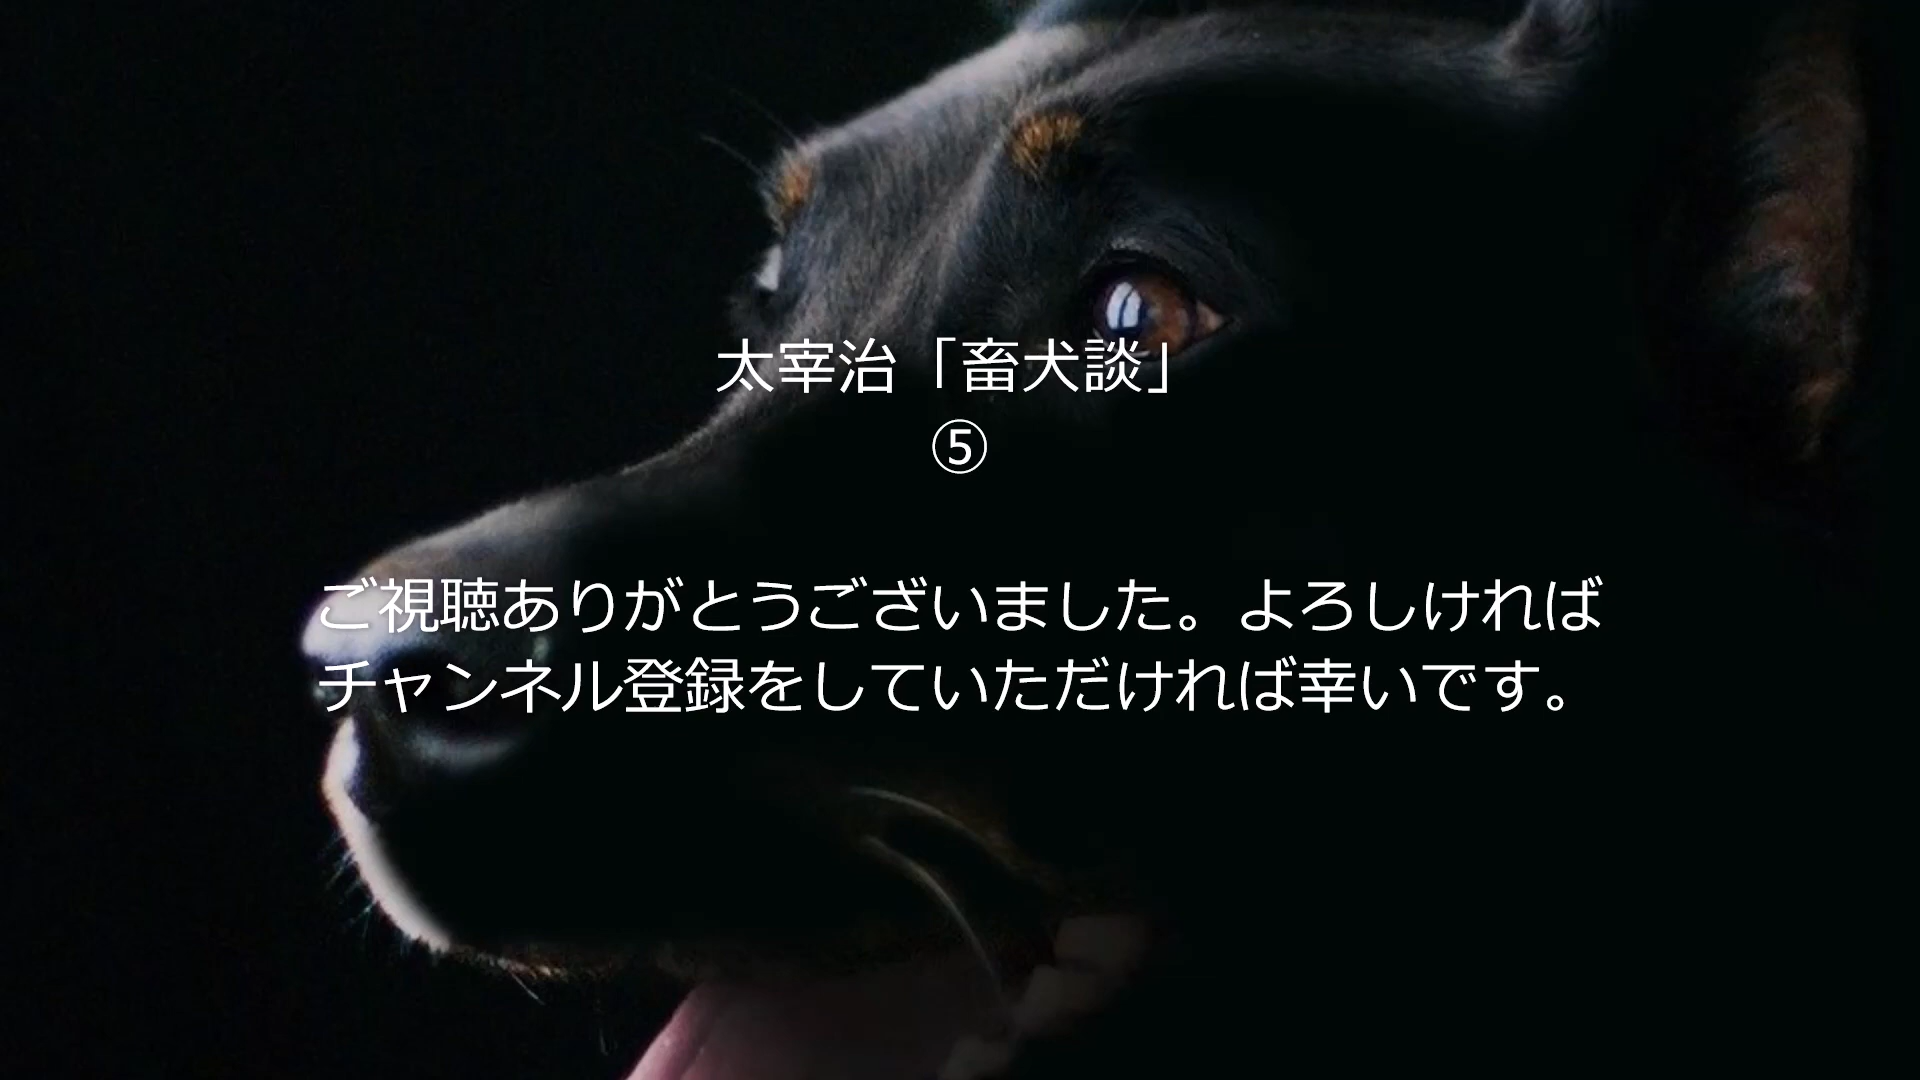 太宰治「畜犬談」
⑤
ご視聴ありがとうございました。よろしければ
チャンネル登録をしていただければ幸いです。